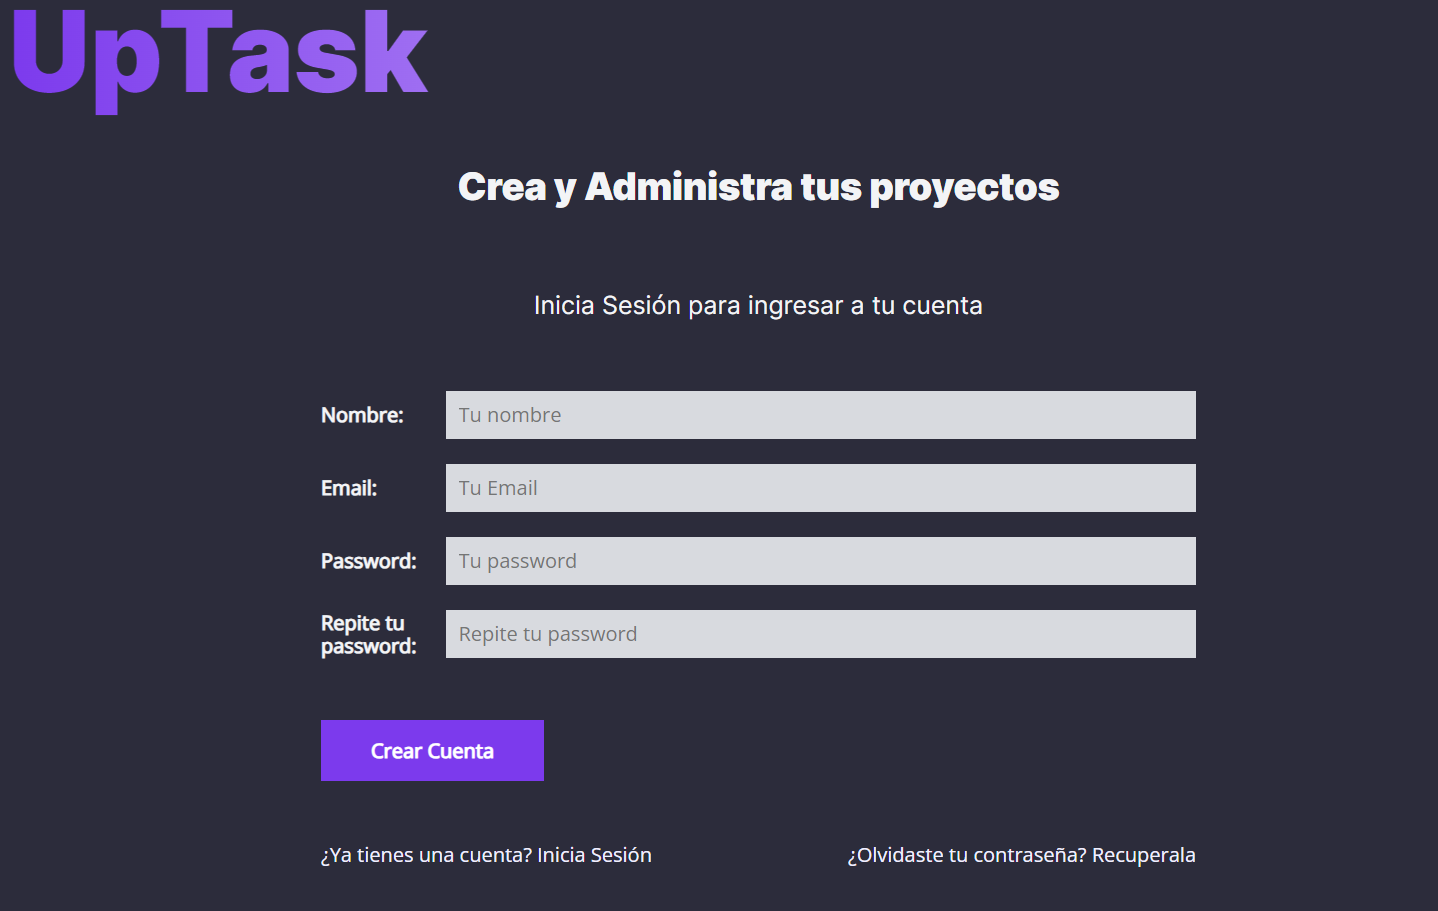 UpTask
Crea y Administra tus proyectos
Inicia Sesión para ingresar a tu cuenta
Nombre:
Tu nombre
Email:
Tu Email
Password:
Tu password
Repite tu
password:
Repite tu password
Crear Cuenta
¿Ya tienes una cuenta? Inicia Sesión
¿Olvidaste tu contraseña? Recuperala